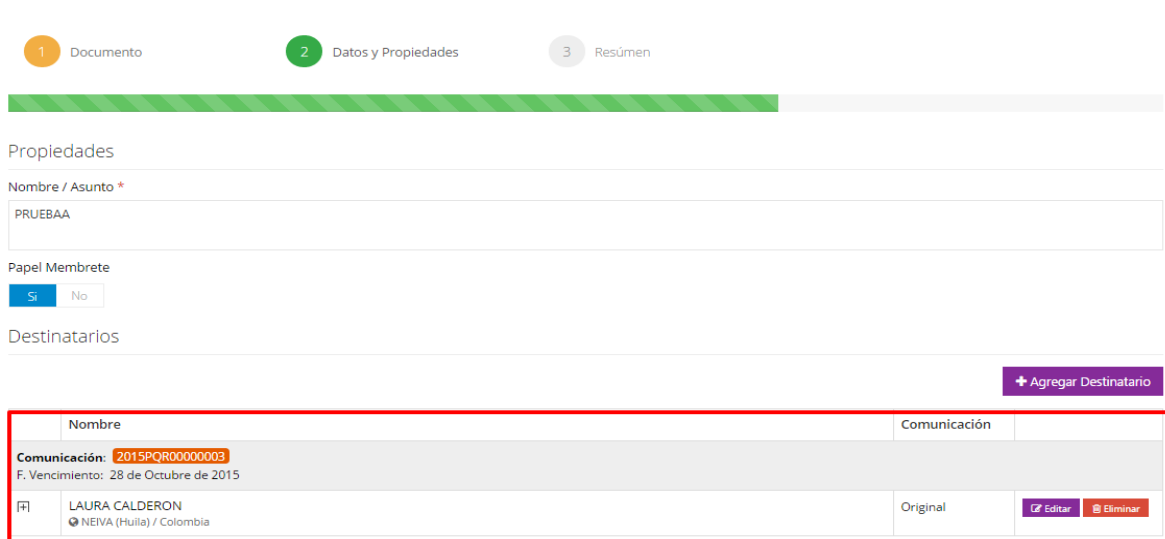 1 Documento 2 Datos y Propiedades 3 Resúmen
Propiedades
Nombre / Asunto *
PRUEBAA
Papel Membrete
Si No
Destinatarios
+ Agregar Destinatario
Nombre Comunicación
Comunicación: 2015PQR00000003
F. Vencimiento: 28 de Octubre de 2015
LAURA CALDERON Original Editar Eliminar
NEIVA (Huila) / Colombia